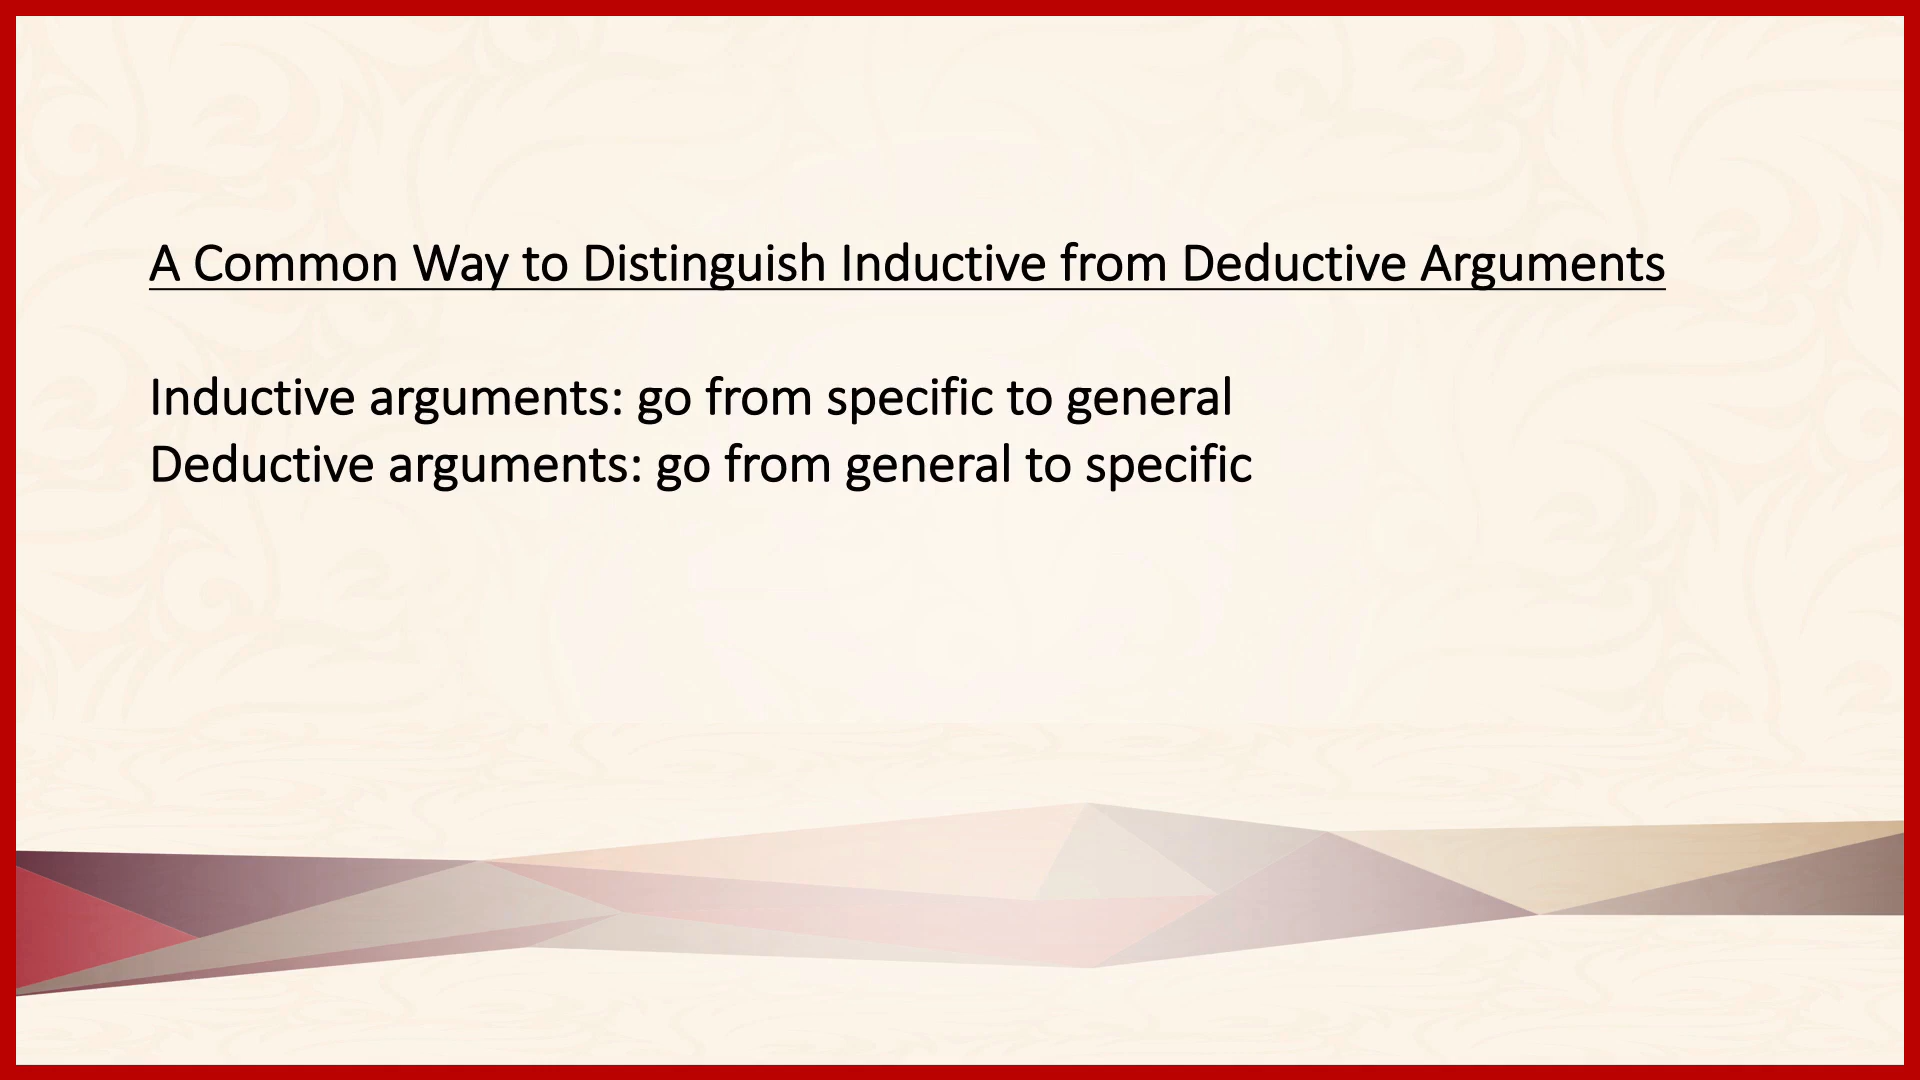 A Common Way to Distinguish Inductive from Deductive Arguments
Inductive arguments: go from specific to general
Deductive arguments: go from general to specific